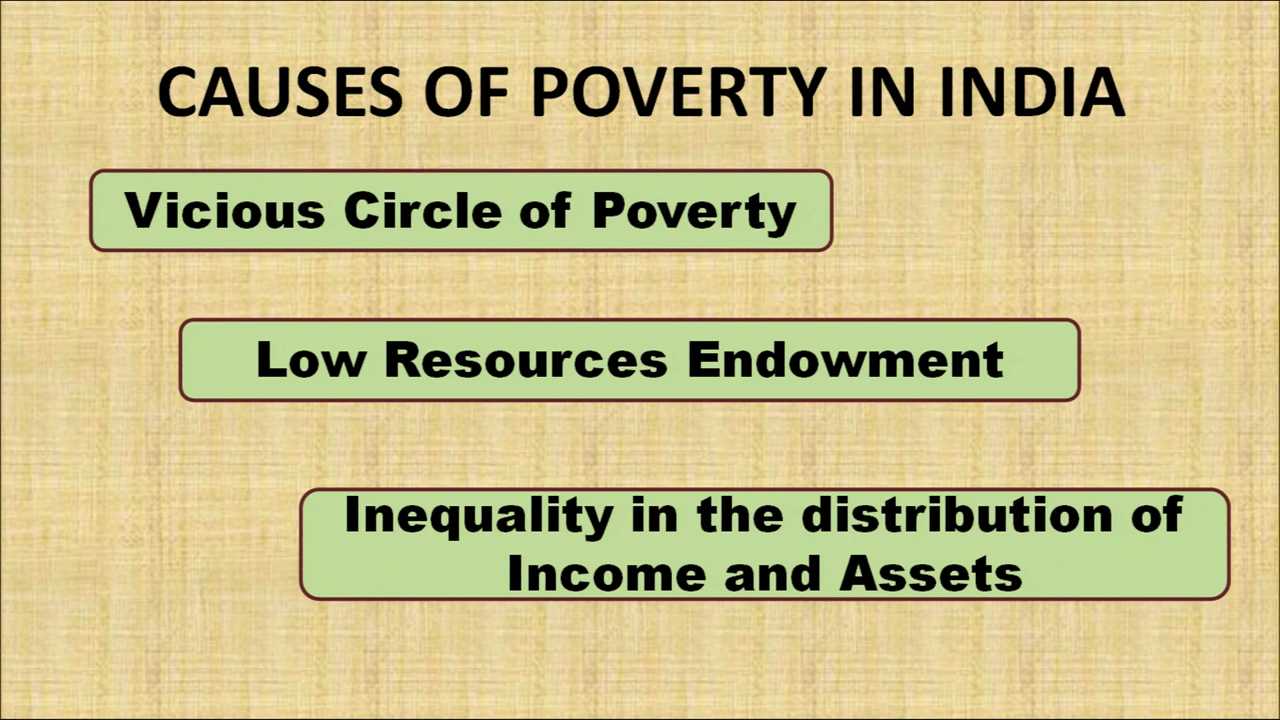 CAUSES OF POVERTY IN INDIA
Vicious Circle of Poverty
Low Resources Endowment
Inequality in the distribution of
Income and Assets